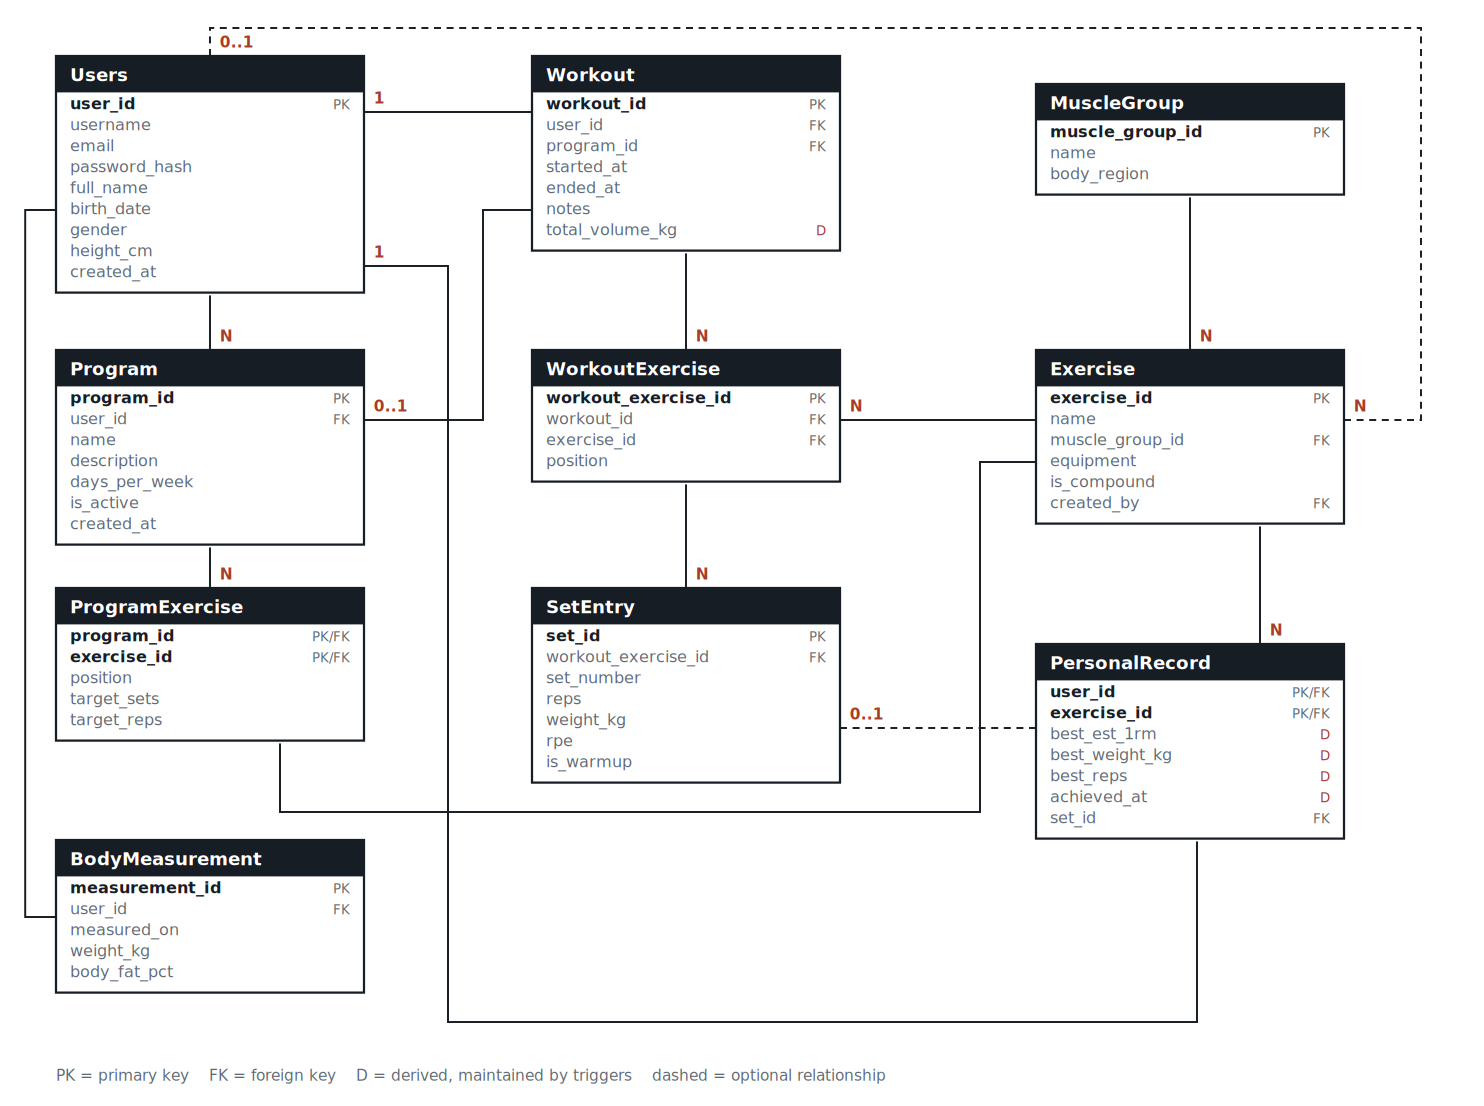 0..1
Users
user_id PK
username
email
password_hash
full_name
birth_date
gender
height_cm
created_at
1
1
Workout
workout_id PK
user_id FK
program_id FK
started_at
ended_at
notes
total_volume_kg D
MuscleGroup
muscle_group_id PK
name
body_region
N
Program
program_id PK
user_id FK
name
description
days_per_week
is_active
created_at
0..1
N
WorkoutExercise
workout_exercise_id PK
workout_id FK
exercise_id FK
position
N
N
Exercise
exercise_id PK
name
muscle_group_id FK
equipment
is_compound
created_by FK
N
N
ProgramExercise
program_id PK/FK
exercise_id PK/FK
position
target_sets
target_reps
N
SetEntry
set_id PK
workout_exercise_id FK
set_number
reps
weight_kg
rpe
is_warmup
0..1
N
PersonalRecord
user_id PK/FK
exercise_id PK/FK
best_est_1rm D
best_weight_kg D
best_reps D
achieved_at D
set_id FK
BodyMeasurement
measurement_id PK
user_id FK
measured_on
weight_kg
body_fat_pct
PK = primary key FK = foreign key D = derived, maintained by triggers dashed = optional relationship